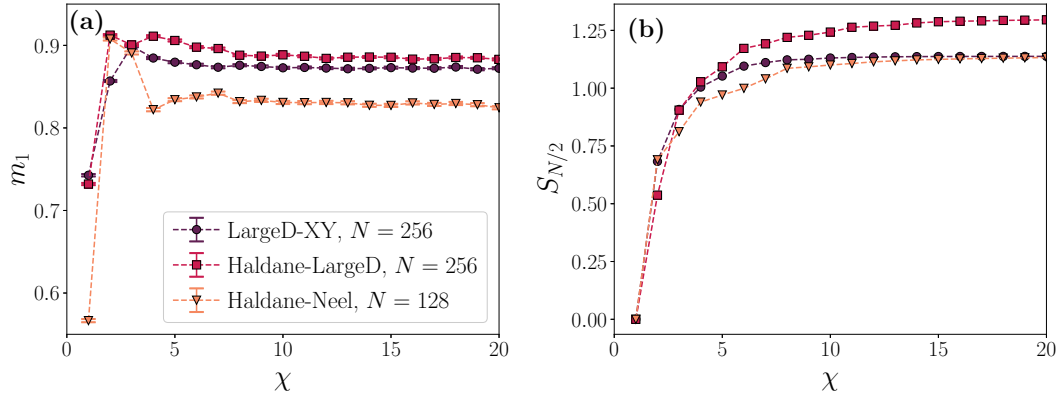 (a)
0.9
0.8
0.7
0.6
m₁
0 5 10 15 20
χ
LargeD-XY, N = 256
Haldane-LargeD, N = 256
Haldane-Neel, N = 128
(b)
1.25
1.00
0.75
0.50
0.25
0.00
S_{N/2}
0 5 10 15 20
χ